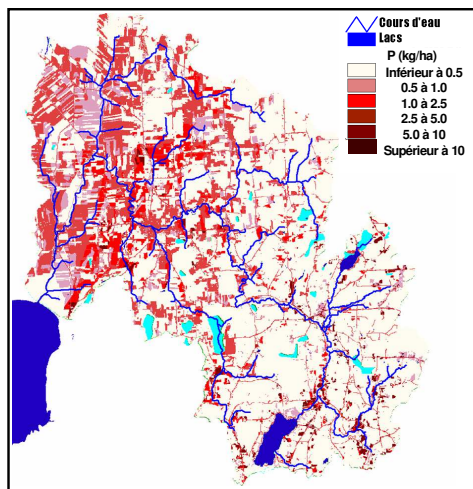 Cours d'eau
Lacs
P (kg/ha)
Inférieur à 0.5
0.5 à 1.0
1.0 à 2.5
2.5 à 5.0
5.0 à 10
Supérieur à 10